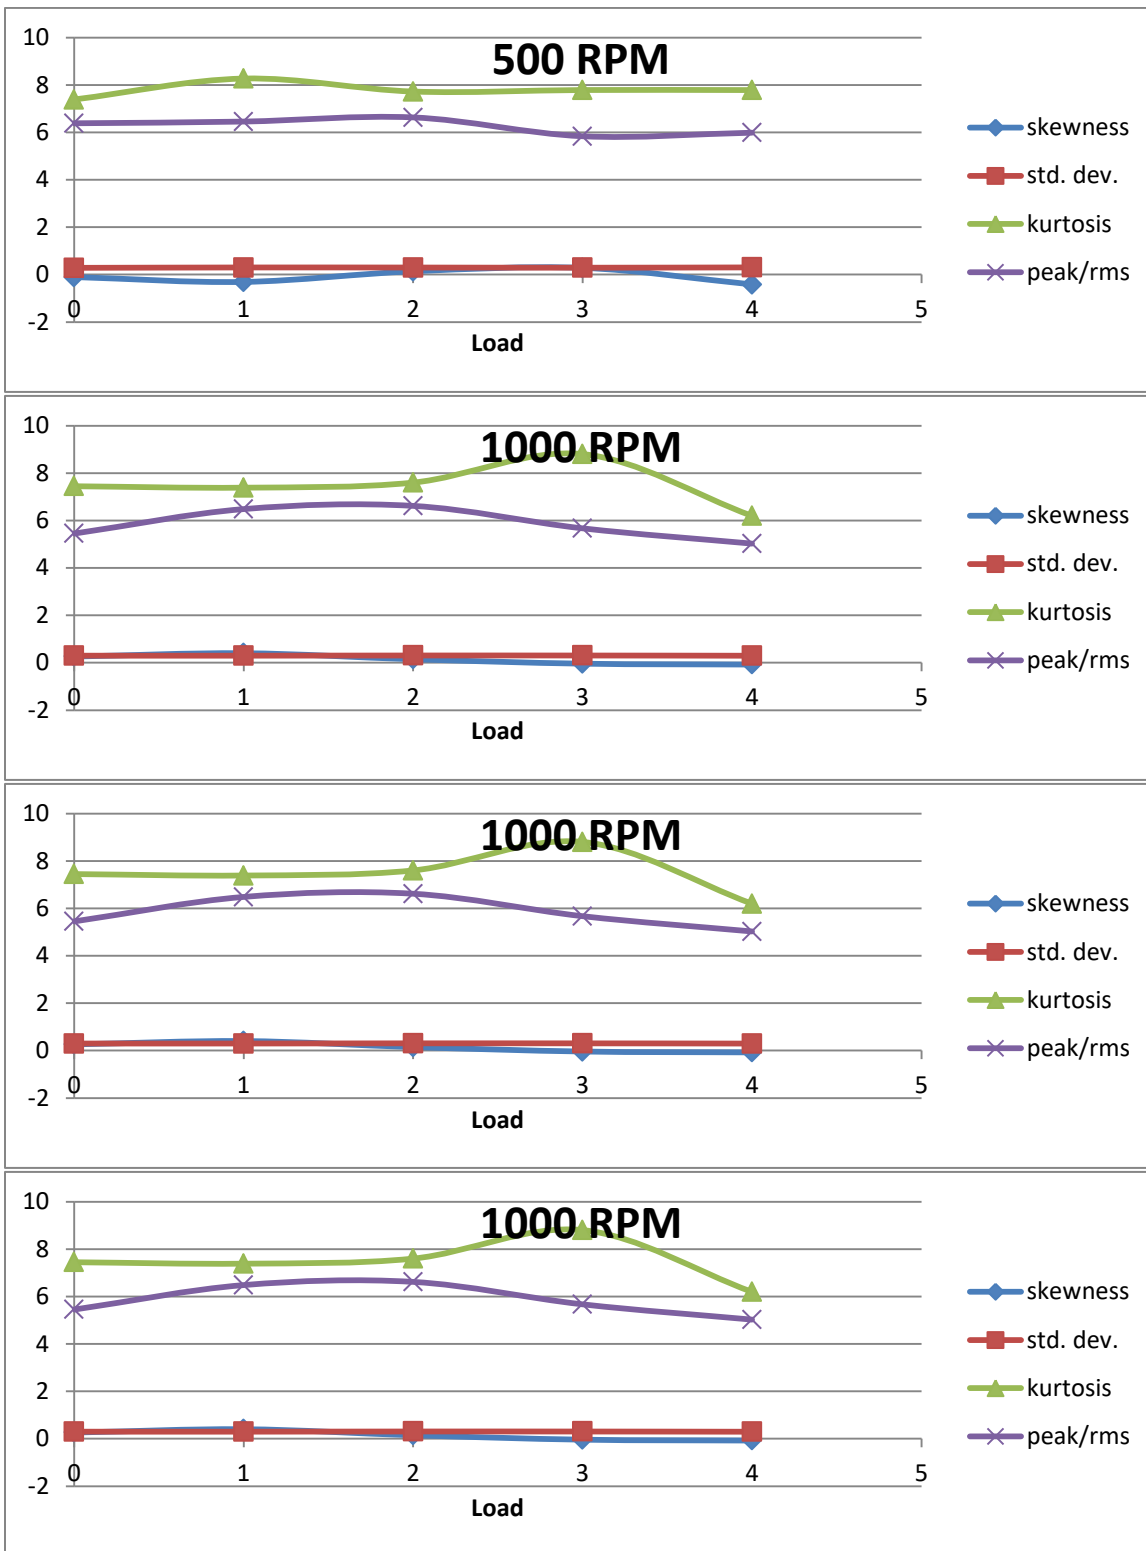 500 RPM
10
8
6
4
2
0
-2
0 1 2 3 4 5
Load
skewness
std. dev.
kurtosis
peak/rms
1000 RPM
10
8
6
4
2
0
-2
0 1 2 3 4 5
Load
skewness
std. dev.
kurtosis
peak/rms
1000 RPM
10
8
6
4
2
0
-2
0 1 2 3 4 5
Load
skewness
std. dev.
kurtosis
peak/rms
1000 RPM
10
8
6
4
2
0
-2
0 1 2 3 4 5
Load
skewness
std. dev.
kurtosis
peak/rms